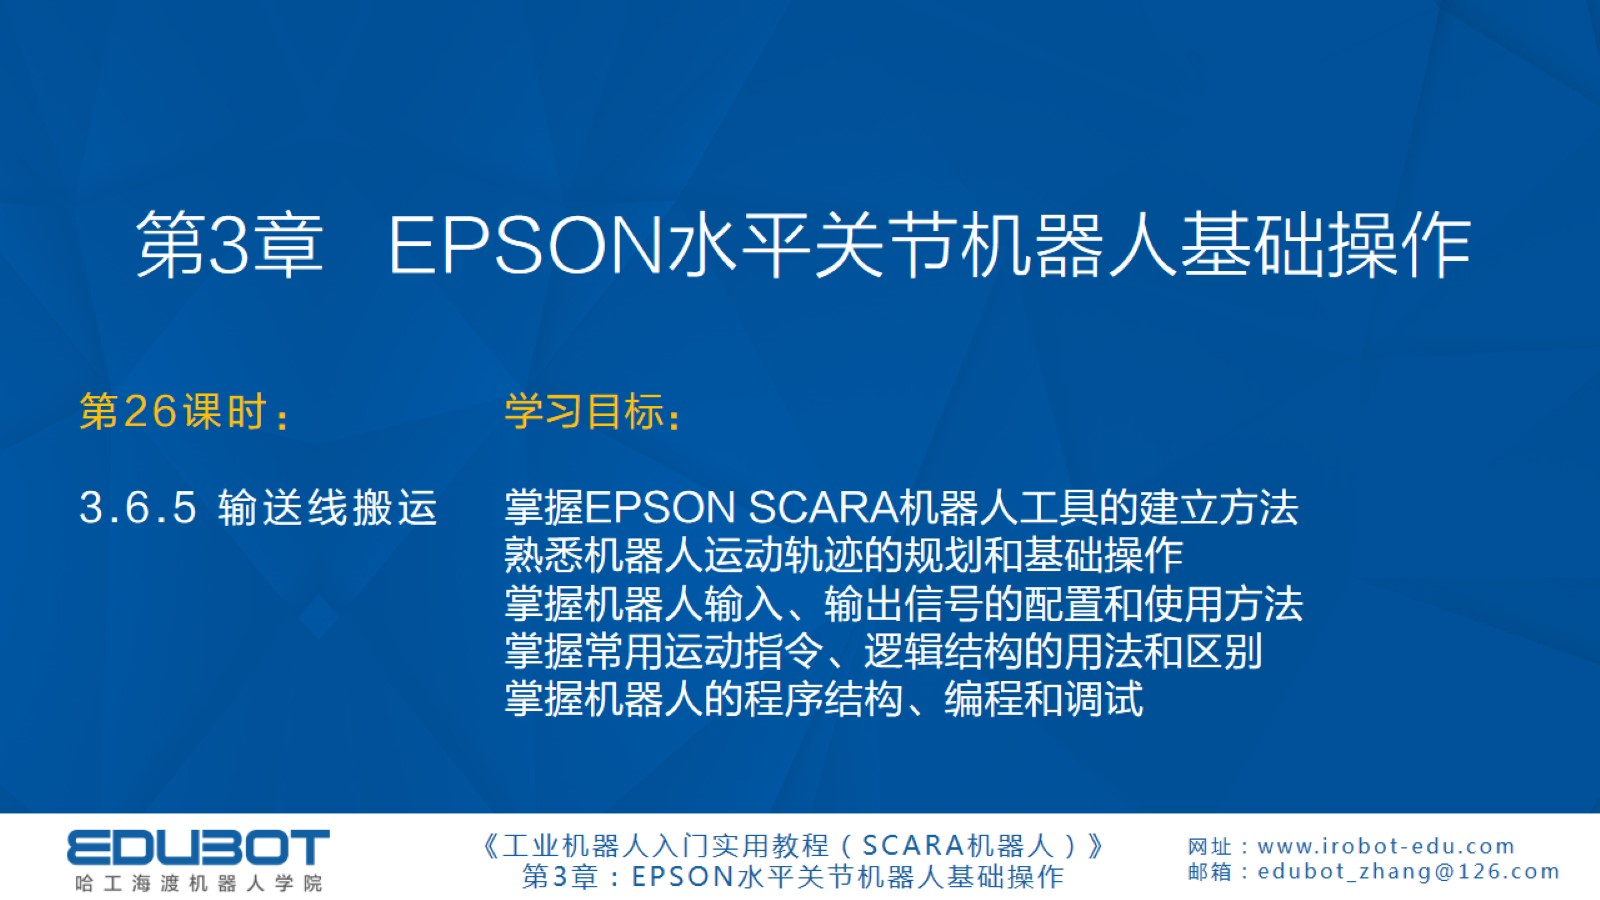 第3章 EPSON水平关节机器人基础操作
第26课时：
3.6.5 输送线搬运
学习目标：
掌握EPSON SCARA机器人工具的建立方法
熟悉机器人运动轨迹的规划和基础操作
掌握机器人输入、输出信号的配置和使用方法
掌握常用运动指令、逻辑结构的用法和区别
掌握机器人的程序结构、编程和调试
EDUBOT
哈工海渡机器人学院
《工业机器人入门实用教程（SCARA机器人）》
第3章：EPSON水平关节机器人基础操作
网址：www.irobot-edu.com
邮箱：edubot_zhang@126.com